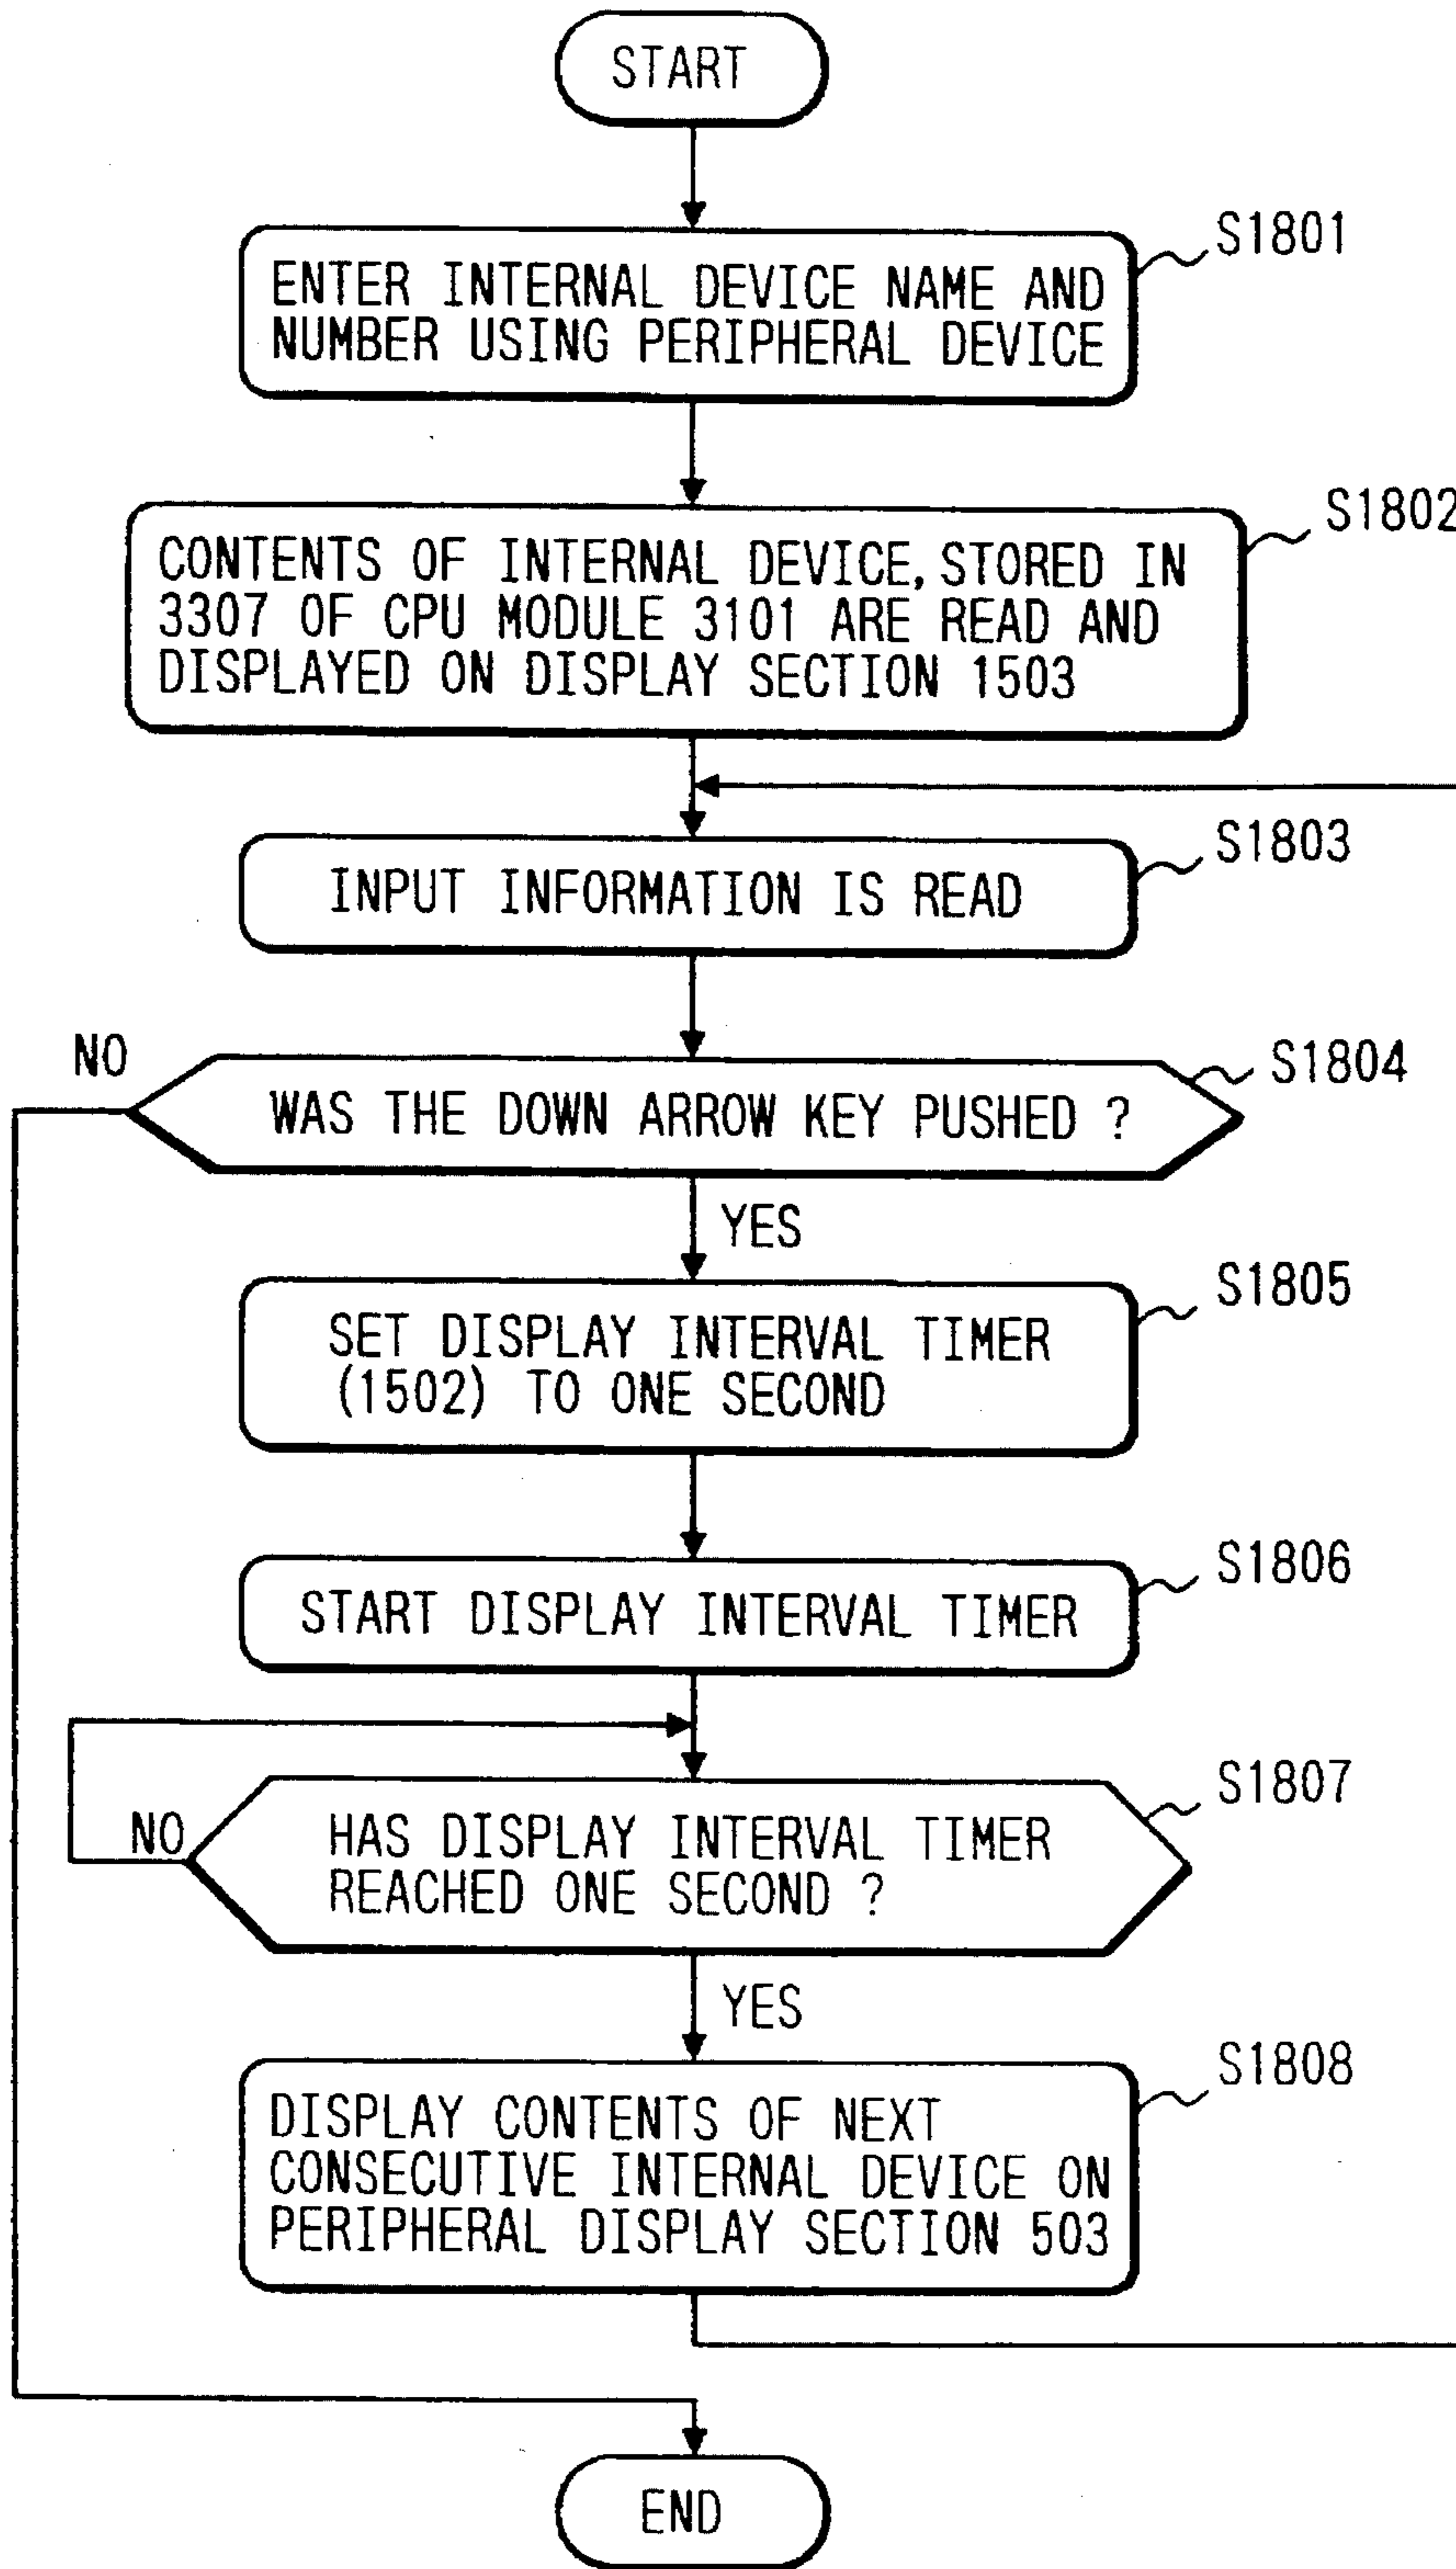 START
S1801
ENTER INTERNAL DEVICE NAME AND
NUMBER USING PERIPHERAL DEVICE
S1802
CONTENTS OF INTERNAL DEVICE, STORED IN
3307 OF CPU MODULE 3101 ARE READ AND
DISPLAYED ON DISPLAY SECTION 1503
S1803
INPUT INFORMATION IS READ
NO
S1804
WAS THE DOWN ARROW KEY PUSHED ?
YES
S1805
SET DISPLAY INTERVAL TIMER
(1502) TO ONE SECOND
S1806
START DISPLAY INTERVAL TIMER
S1807
NO
HAS DISPLAY INTERVAL TIMER
REACHED ONE SECOND ?
YES
S1808
DISPLAY CONTENTS OF NEXT
CONSECUTIVE INTERNAL DEVICE ON
PERIPHERAL DISPLAY SECTION 503
END